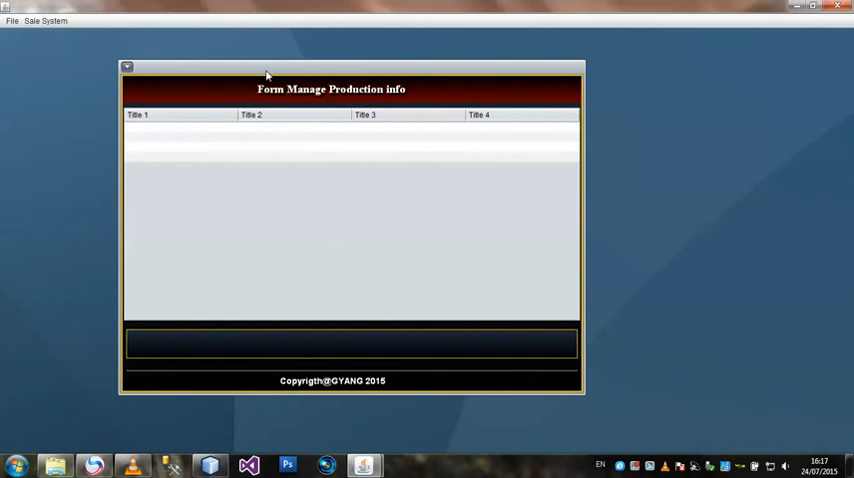 File Sale System
Form Manage Production info
Title 1 Title 2 Title 3 Title 4
Copyrigth@GYANG 2015
Ps
EN 16:17
24/07/2015